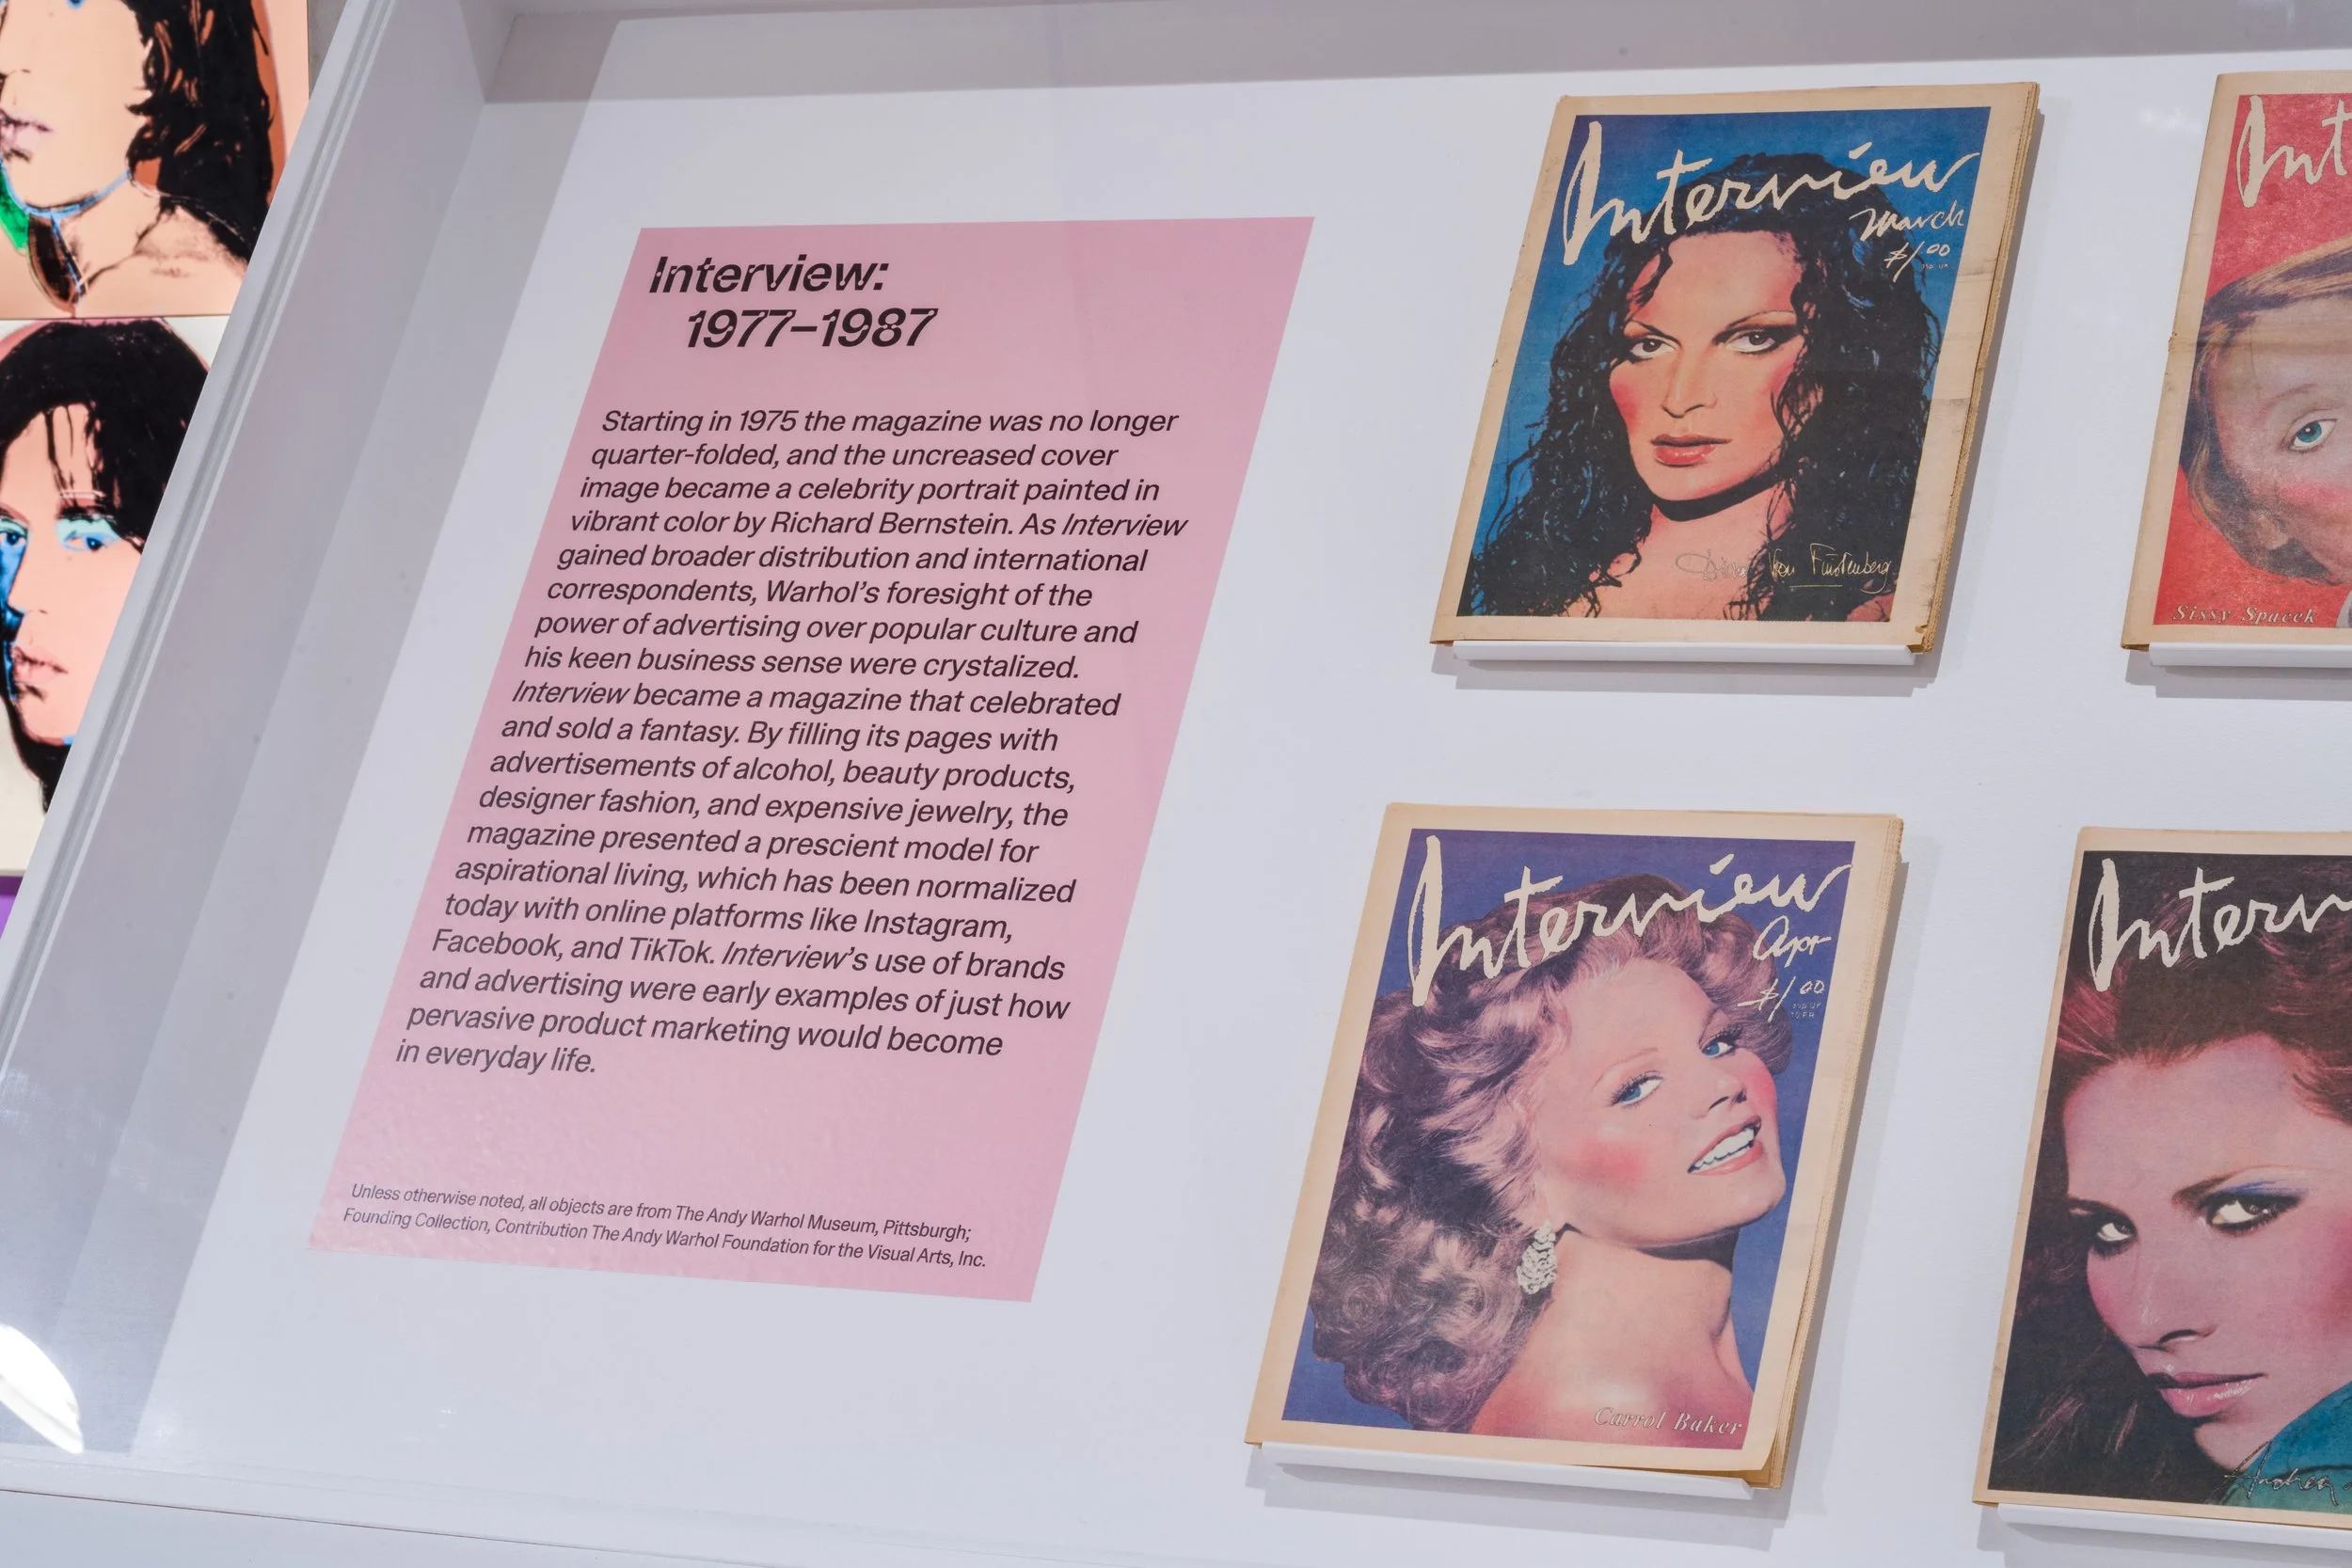 Interview:
1977–1987
Starting in 1975 the magazine was no longer
quarter-folded, and the uncreased cover
image became a celebrity portrait painted in
vibrant color by Richard Bernstein. As Interview
gained broader distribution and international
correspondents, Warhol's foresight of the
power of advertising over popular culture and
his keen business sense were crystalized.
Interview became a magazine that celebrated
and sold a fantasy. By filling its pages with
advertisements of alcohol, beauty products,
designer fashion, and expensive jewelry, the
magazine presented a prescient model for
aspirational living, which has been normalized
today with online platforms like Instagram,
Facebook, and TikTok. Interview's use of brands
and advertising were early examples of just how
pervasive product marketing would become
in everyday life.
Unless otherwise noted, all objects are from The Andy Warhol Museum, Pittsburgh;
Founding Collection, Contribution The Andy Warhol Foundation for the Visual Arts, Inc.
Interview
March
$1.00
Von Furstenberg
Int
Sissy Spacek
Interview
Apr
$1.00
Carrol Baker
Interv
Andrea